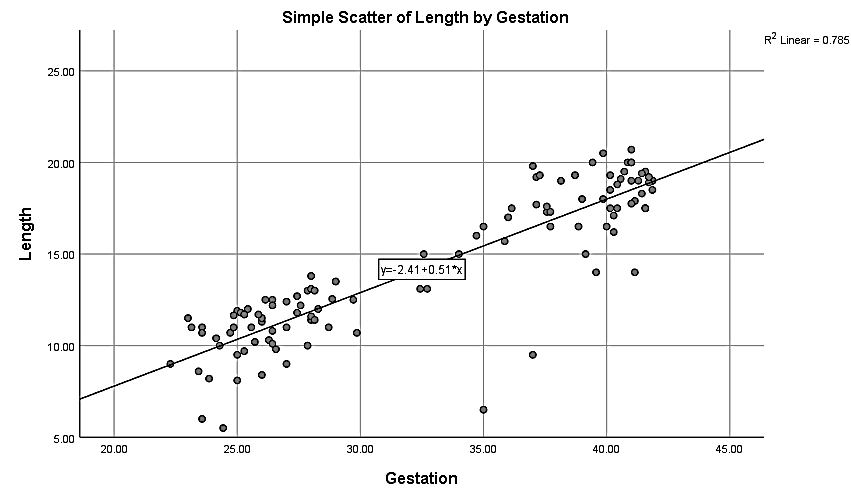 Simple Scatter of Length by Gestation
R2 Linear = 0.785
25.00
20.00
15.00
10.00
5.00
Length
y=-2.41+0.51*x
20.00 25.00 30.00 35.00 40.00 45.00
Gestation